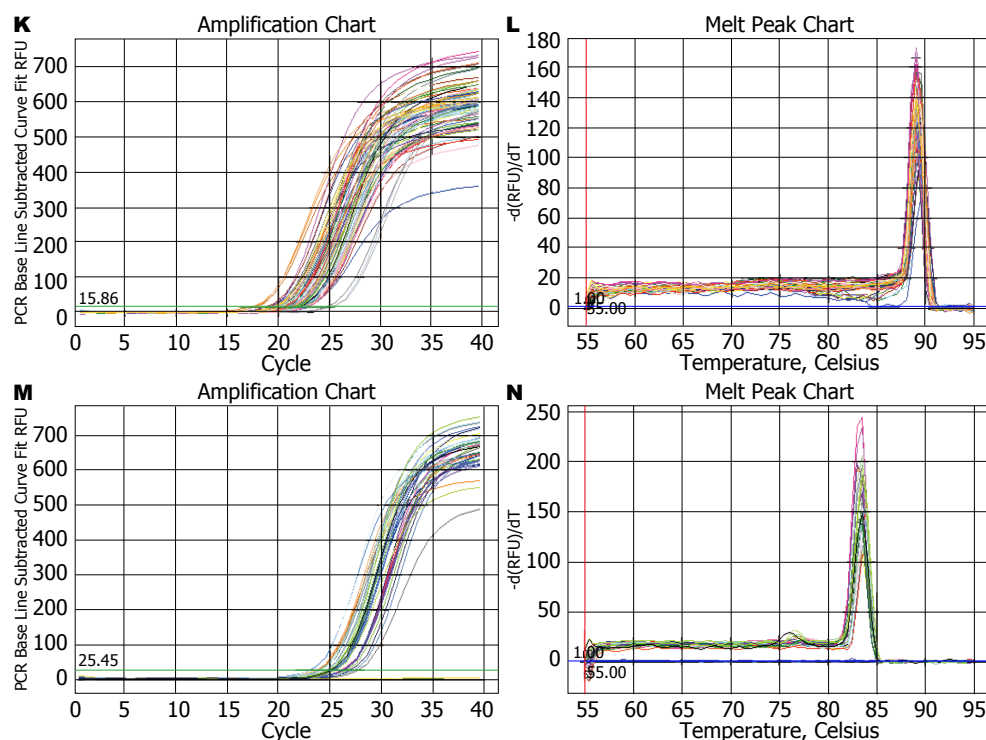 K Amplification Chart
PCR Base Line Subtracted Curve Fit RFU
700
600
500
400
300
200
100
0
15.86
0 5 10 15 20 25 30 35 40
Cycle
L Melt Peak Chart
-d(RFU)/dT
180
160
140
120
100
80
60
40
20
0
1.00
55.00
55 60 65 70 75 80 85 90 95
Temperature, Celsius
M Amplification Chart
PCR Base Line Subtracted Curve Fit RFU
700
600
500
400
300
200
100
0
25.45
0 5 10 15 20 25 30 35 40
Cycle
N Melt Peak Chart
-d(RFU)/dT
250
200
150
100
50
0
1.00
55.00
55 60 65 70 75 80 85 90 95
Temperature, Celsius